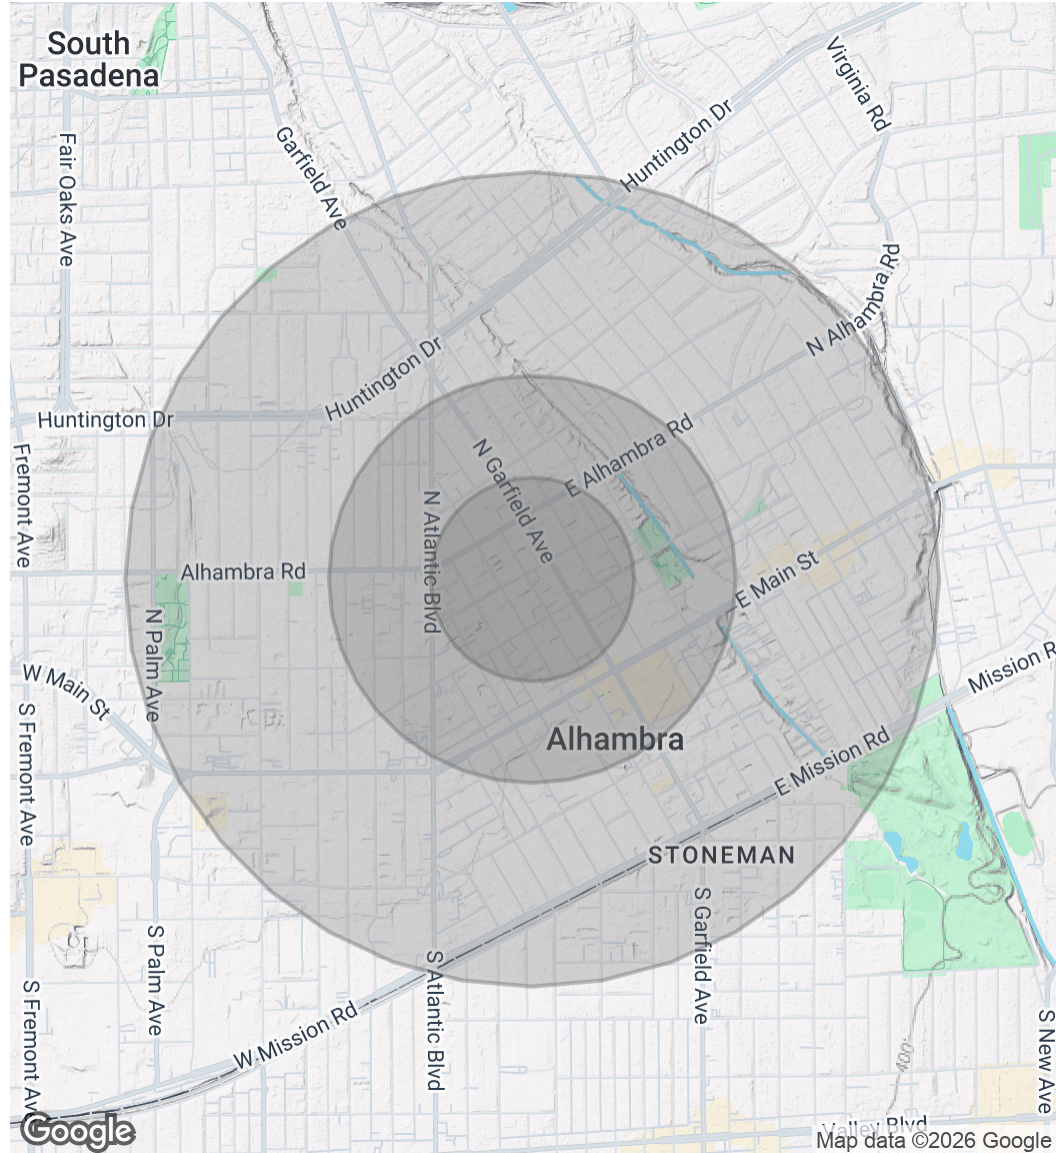 South
Pasadena
Virginia Rd
Huntington Dr
Garfield Ave
Fair Oaks Ave
N Alhambra Rd
Huntington Dr
Huntington Dr
Fremont Ave
E Alhambra Rd
N Garfield Ave
N Atlantic Blvd
Alhambra Rd
E Main St
N Palm Ave
W Main St
Mission R
S Fremont Ave
Alhambra
E Mission Rd
STONEMAN
S Garfield Ave
S Palm Ave
S Atlantic Blvd
S Fremont Av
W Mission Rd
S New Ave
Valley Blvd
Google
Map data ©2026 Google